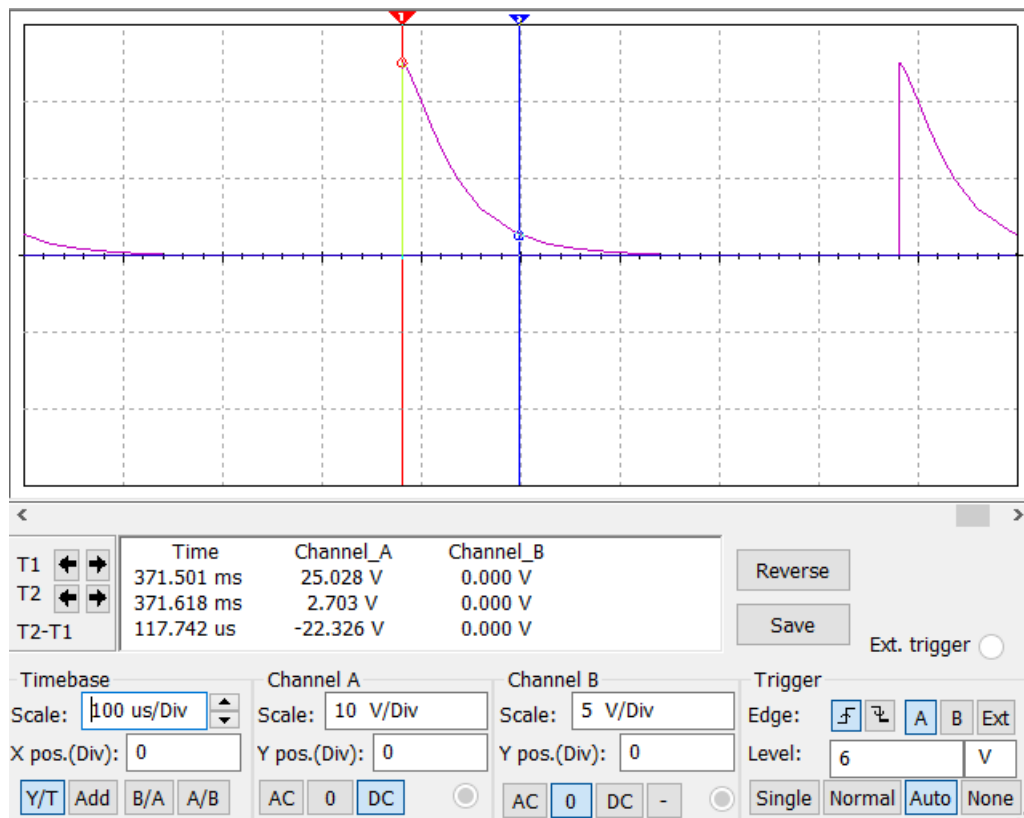 1 2
< >
Time Channel_A Channel_B
T1 371.501 ms 25.028 V 0.000 V Reverse
T2 371.618 ms 2.703 V 0.000 V
T2-T1 117.742 us -22.326 V 0.000 V Save
Ext. trigger
Timebase Channel A Channel B Trigger
Scale: 100 us/Div Scale: 10 V/Div Scale: 5 V/Div Edge: A B Ext
X pos.(Div): 0 Y pos.(Div): 0 Y pos.(Div): 0 Level: 6 V
Y/T Add B/A A/B AC 0 DC AC 0 DC - Single Normal Auto None